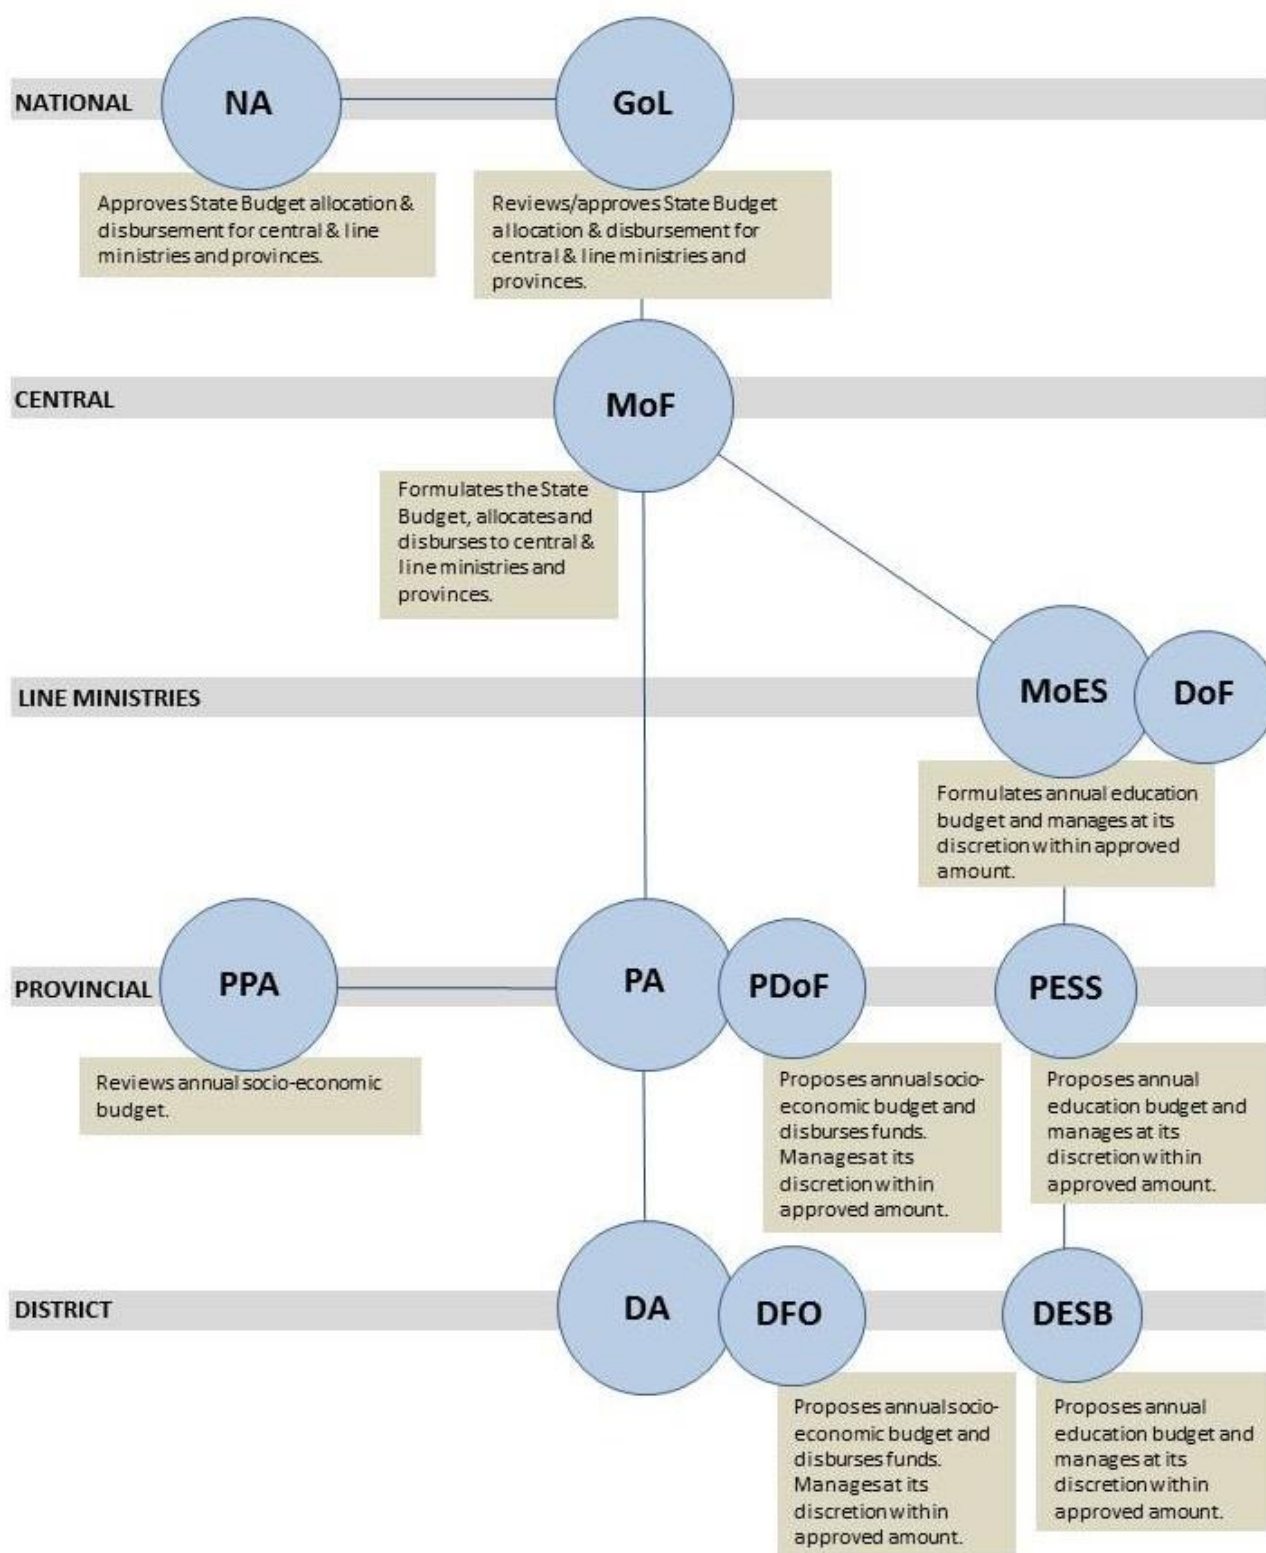 NATIONAL
NA
GoL
Approves State Budget allocation &
disbursement for central & line
ministries and provinces.
Reviews/approves State Budget
allocation & disbursement for
central & line ministries and
provinces.
CENTRAL
MoF
Formulates the State
Budget, allocates and
disburses to central &
line ministries and
provinces.
LINE MINISTRIES
MoES
DoF
Formulates annual education
budget and manages at its
discretion within approved
amount.
PROVINCIAL
PPA
PA
PDoF
PESS
Reviews annual socio-economic
budget.
Proposes annual socio-
economic budget and
disburses funds.
Manages at its
discretion within
approved amount.
Proposes annual
education budget and
manages at its
discretion within
approved amount.
DISTRICT
DA
DFO
DESB
Proposes annual socio-
economic budget and
disburses funds.
Manages at its
discretion within
approved amount.
Proposes annual
education budget and
manages at its
discretion within
approved amount.